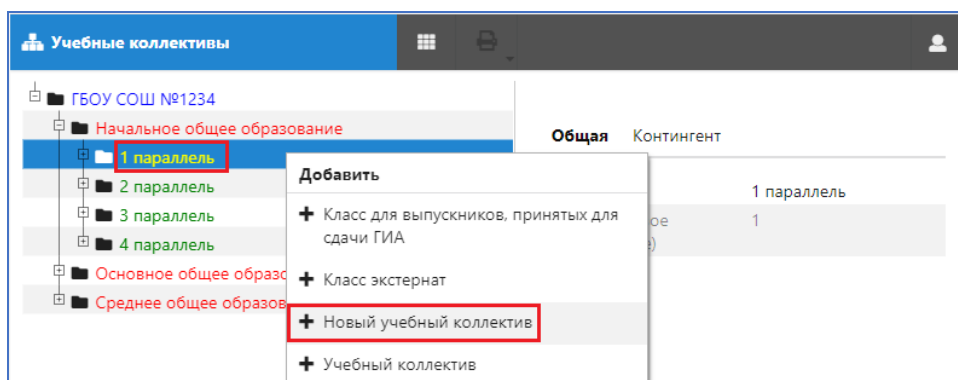 Учебные коллективы
ГБОУ СОШ №1234
Начальное общее образование
1 параллель
2 параллель
3 параллель
4 параллель
Основное общее
Среднее общее
Добавить
Класс для выпускников, принятых для
сдачи ГИА
Класс экстернат
Новый учебный коллектив
Учебный коллектив
Общая Контингент
1 параллель
1